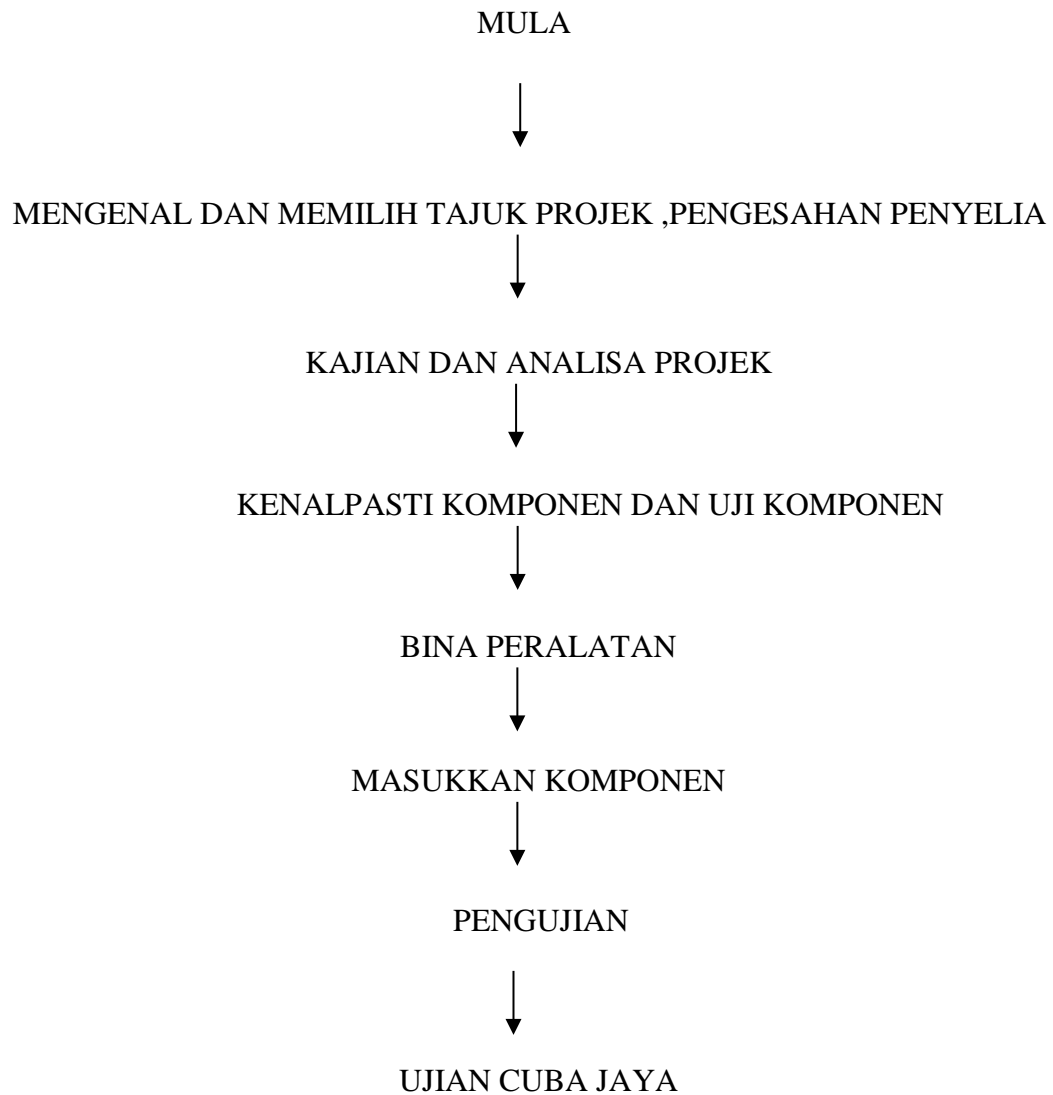 MULA
MENGENAL DAN MEMILIH TAJUK PROJEK ,PENGESAHAN PENYELIA
KAJIAN DAN ANALISA PROJEK
KENALPASTI KOMPONEN DAN UJI KOMPONEN
BINA PERALATAN
MASUKKAN KOMPONEN
PENGUJIAN
UJIAN CUBA JAYA